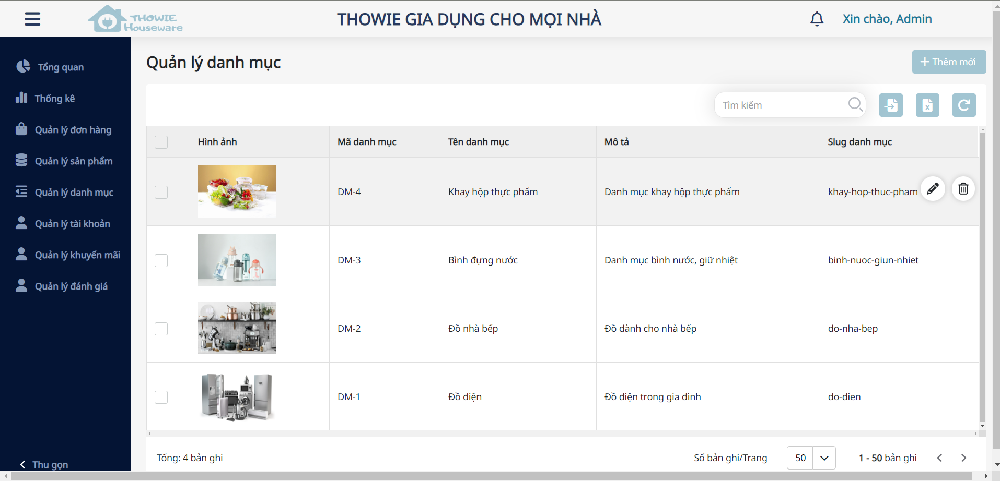 THOWIE
Houseware
THOWIE GIA DỤNG CHO MỌI NHÀ
Xin chào, Admin
Tổng quan
Thống kê
Quản lý đơn hàng
Quản lý sản phẩm
Quản lý danh mục
Quản lý tài khoản
Quản lý khuyến mãi
Quản lý đánh giá
Thu gọn
Quản lý danh mục
Thêm mới
Tìm kiếm
Hình ảnh Mã danh mục Tên danh mục Mô tả Slug danh mục
DM-4 Khay hộp thực phẩm Danh mục khay hộp thực phẩm khay-hop-thuc-pham
DM-3 Bình đựng nước Danh mục bình nước, giữ nhiệt binh-nuoc-giun-nhiet
DM-2 Đồ nhà bếp Đồ dành cho nhà bếp do-nha-bep
DM-1 Đồ điện Đồ điện trong gia đình do-dien
Tổng: 4 bản ghi Số bản ghi/Trang 50 1 - 50 bản ghi